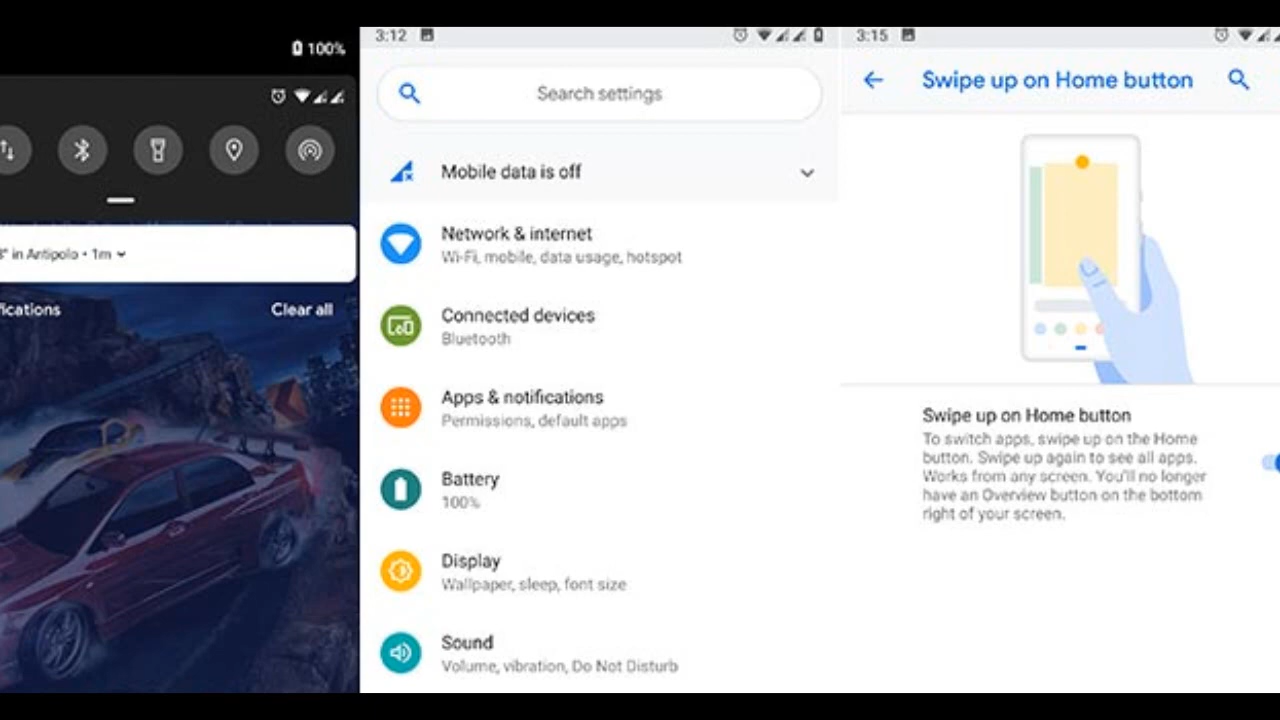 100%
in Antipolo • 1m
Clear all
3:12
Search settings
Mobile data is off
Network & internet
Wi-Fi, mobile, data usage, hotspot
Connected devices
Bluetooth
Apps & notifications
Permissions, default apps
Battery
100%
Display
Wallpaper, sleep, font size
Sound
Volume, vibration, Do Not Disturb
3:15
Swipe up on Home button
Swipe up on Home button
To switch apps, swipe up on the Home
button. Swipe up again to see all apps.
Works from any screen. You'll no longer
have an Overview button on the bottom
right of your screen.